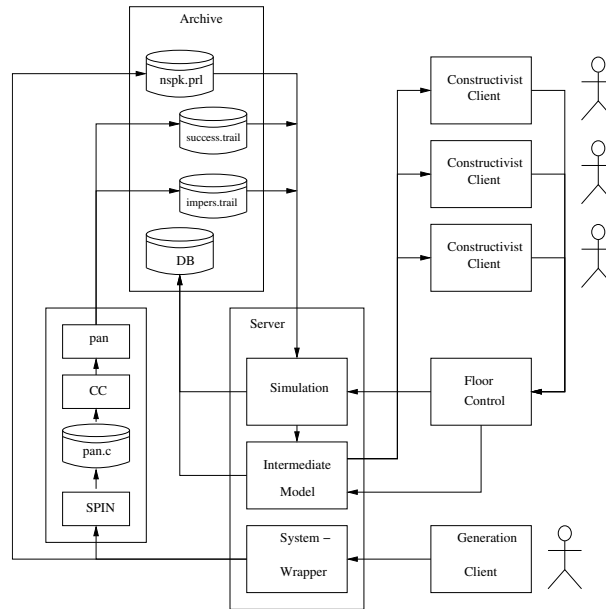 Archive
nspk.prl
success.trail
impers.trail
DB
Constructivist
Client
Constructivist
Client
Constructivist
Client
pan
CC
pan.c
SPIN
Server
Simulation
Intermediate
Model
System −
Wrapper
Floor
Control
Generation
Client